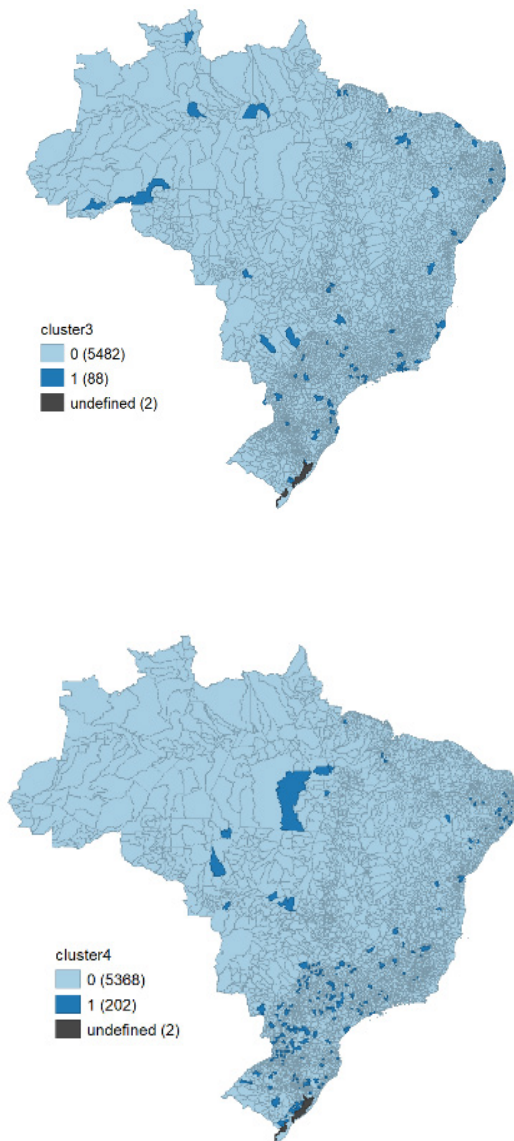 cluster3
0 (5482)
1 (88)
undefined (2)
cluster4
0 (5368)
1 (202)
undefined (2)